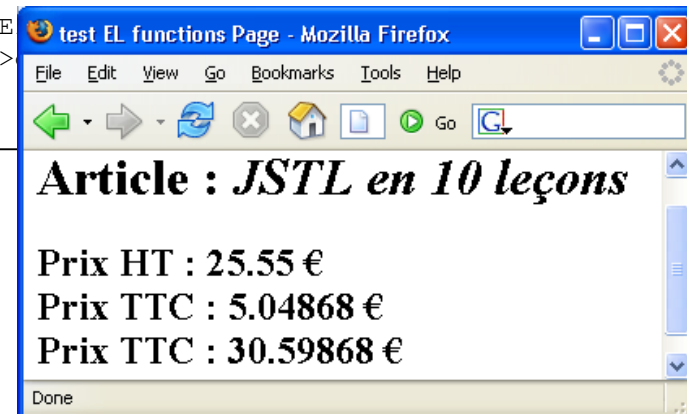 E
>
test EL functions Page - Mozilla Firefox
File Edit View Go Bookmarks Tools Help
Go G
Article : JSTL en 10 leçons
Prix HT : 25.55 €
Prix TTC : 5.04868 €
Prix TTC : 30.59868 €
Done